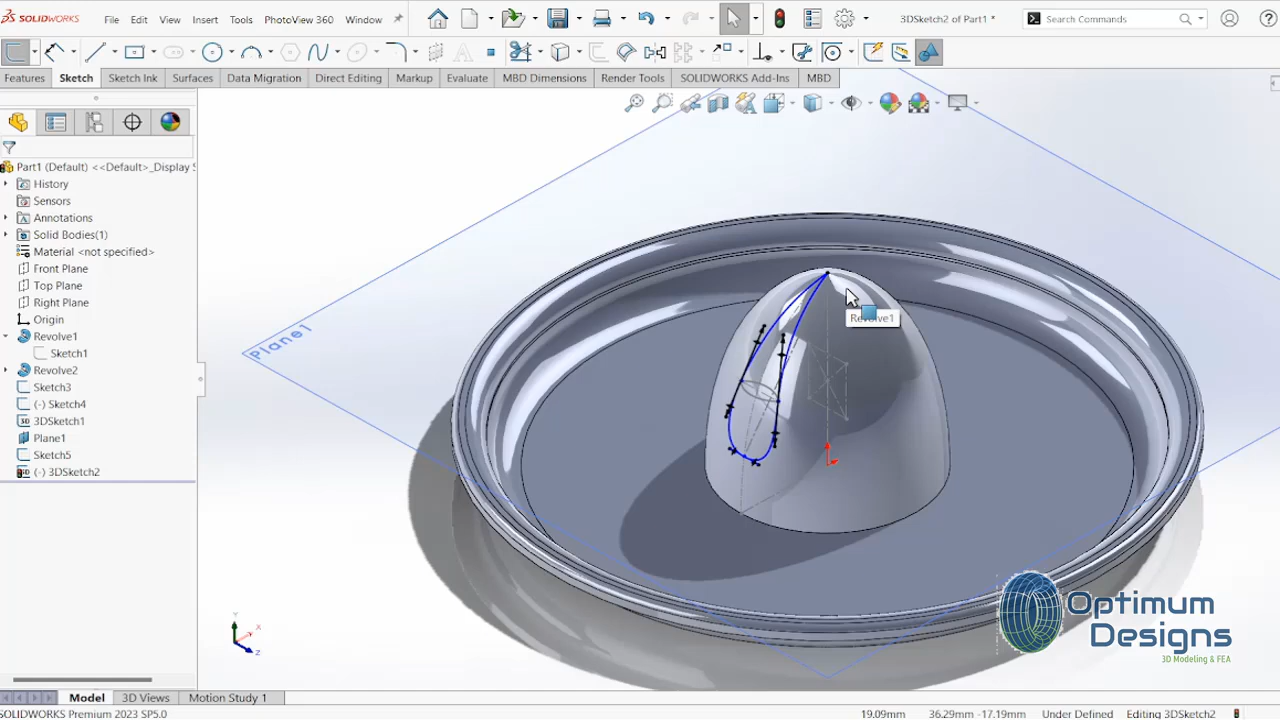 SOLIDWORKS
File
Edit
View
Insert
Tools
PhotoView 360
Window
3DSketch2 of Part1 *
Search Commands
Features
Sketch
Sketch Ink
Surfaces
Data Migration
Direct Editing
Markup
Evaluate
MBD Dimensions
Render Tools
SOLIDWORKS Add-Ins
MBD
Part1 (Default) <<Default>_Display S
History
Sensors
Annotations
Solid Bodies(1)
Material <not specified>
Front Plane
Top Plane
Right Plane
Origin
Revolve1
Sketch1
Revolve2
Sketch3
(-) Sketch4
3DSketch1
Plane1
Sketch5
(-) 3DSketch2
Plane1
Revolve1
Y
X
Z
Optimum
Designs
3D Modeling & FEA
Model
3D Views
Motion Study 1
SOLIDWORKS Premium 2023 SP5.0
19.09mm
36.29mm -17.19mm
Under Defined
Editing 3DSketch2